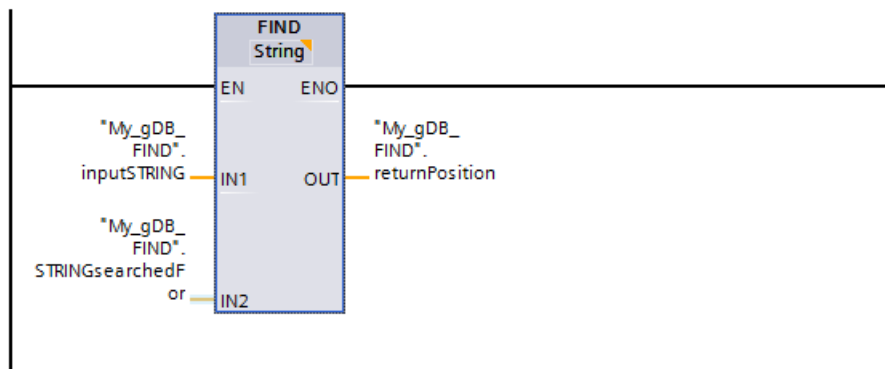 FIND
String
EN ENO
"My_gDB_
FIND".
inputSTRING
IN1
OUT
"My_gDB_
FIND".
returnPosition
"My_gDB_
FIND".
STRINGsearchedF
or
IN2